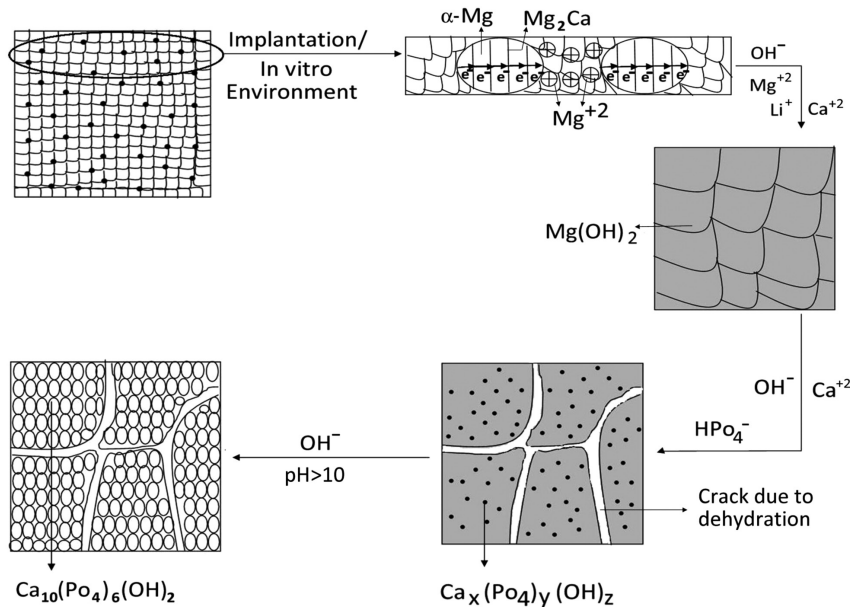 α-Mg Mg₂Ca
Implantation/
In vitro
Environment
e⁻ e⁻ e⁻ e⁻ e⁻ e⁻ e⁻ e⁻ e⁻ e⁻
Mg⁺²
OH⁻
Mg⁺²
Li⁺ Ca⁺²
Mg(OH)₂
OH⁻ Ca⁺²
HPo₄⁻
OH⁻
pH>10
Crack due to
dehydration
Ca₁₀(Po₄)₆(OH)₂
Caₓ(Po₄)y (OH)z